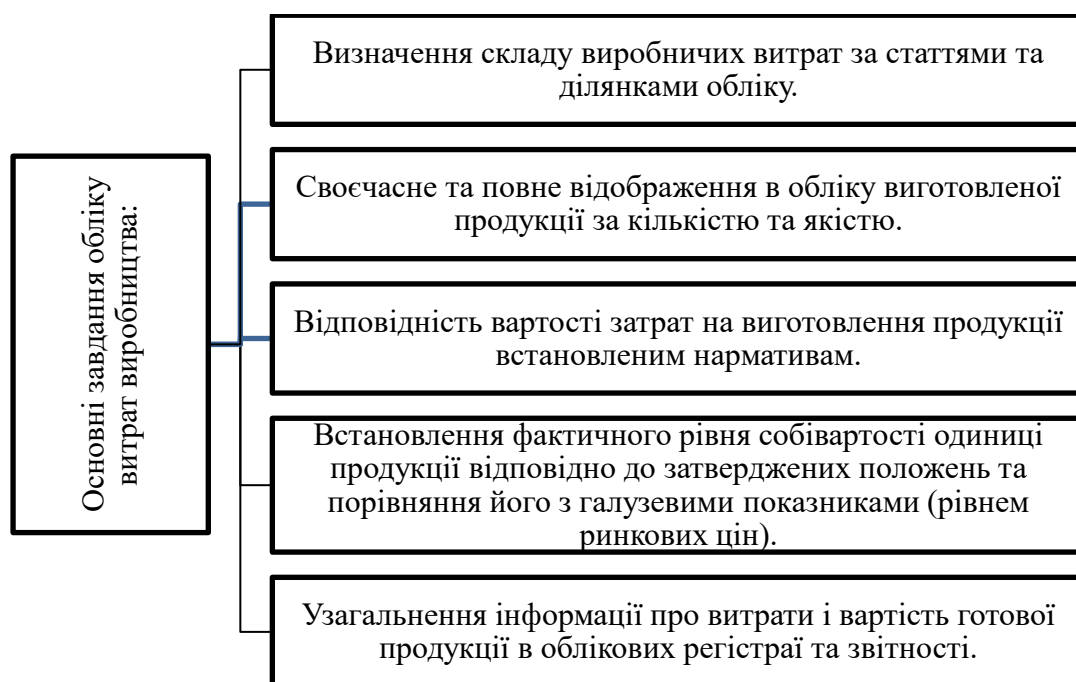 Основні завдання обліку
витрат виробництва:
Визначення складу виробничих витрат за статтями та
ділянками обліку.
Своєчасне та повне відображення в обліку виготовленої
продукції за кількістю та якістю.
Відповідність вартості затрат на виготовлення продукції
встановленим нармативам.
Встановлення фактичного рівня собівартості одиниці
продукції відповідно до затверджених положень та
порівняння його з галузевими показниками (рівнем
ринкових цін).
Узагальнення інформації про витрати і вартість готової
продукції в облікових регістраї та звітності.